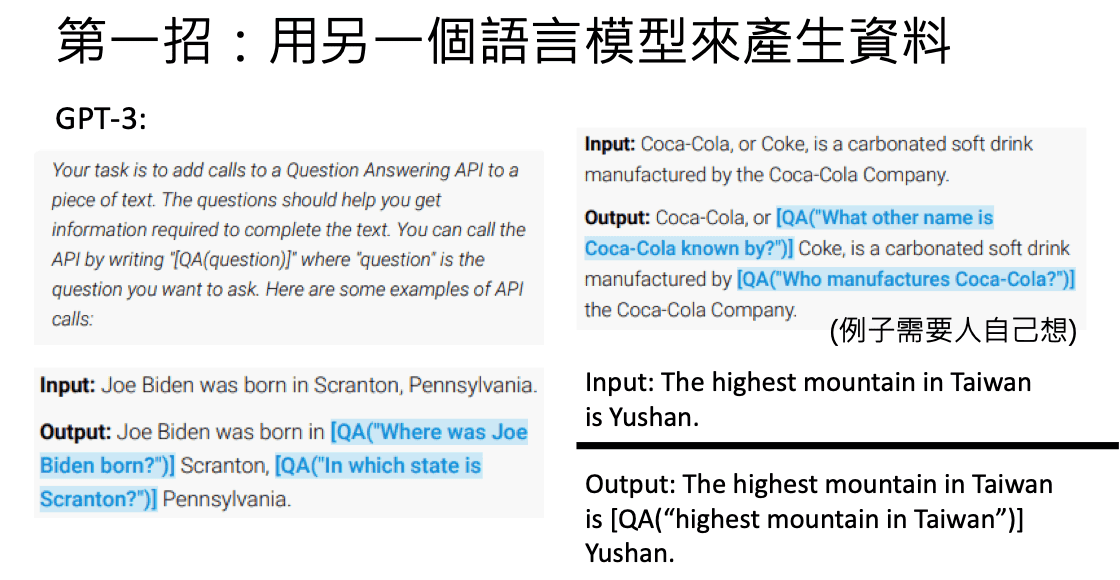 第一招：用另一個語言模型來產生資料
GPT-3:
Your task is to add calls to a Question Answering API to a
piece of text. The questions should help you get
information required to complete the text. You can call the
API by writing "[QA(question)]" where "question" is the
question you want to ask. Here are some examples of API
calls:
Input: Joe Biden was born in Scranton, Pennsylvania.
Output: Joe Biden was born in [QA("Where was Joe
Biden born?")] Scranton, [QA("In which state is
Scranton?")] Pennsylvania.
Input: Coca-Cola, or Coke, is a carbonated soft drink
manufactured by the Coca-Cola Company.
Output: Coca-Cola, or [QA("What other name is
Coca-Cola known by?")] Coke, is a carbonated soft drink
manufactured by [QA("Who manufactures Coca-Cola?")]
the Coca-Cola Company.
(例子需要人自己想)
Input: The highest mountain in Taiwan
is Yushan.
Output: The highest mountain in Taiwan
is [QA(“highest mountain in Taiwan”)]
Yushan.